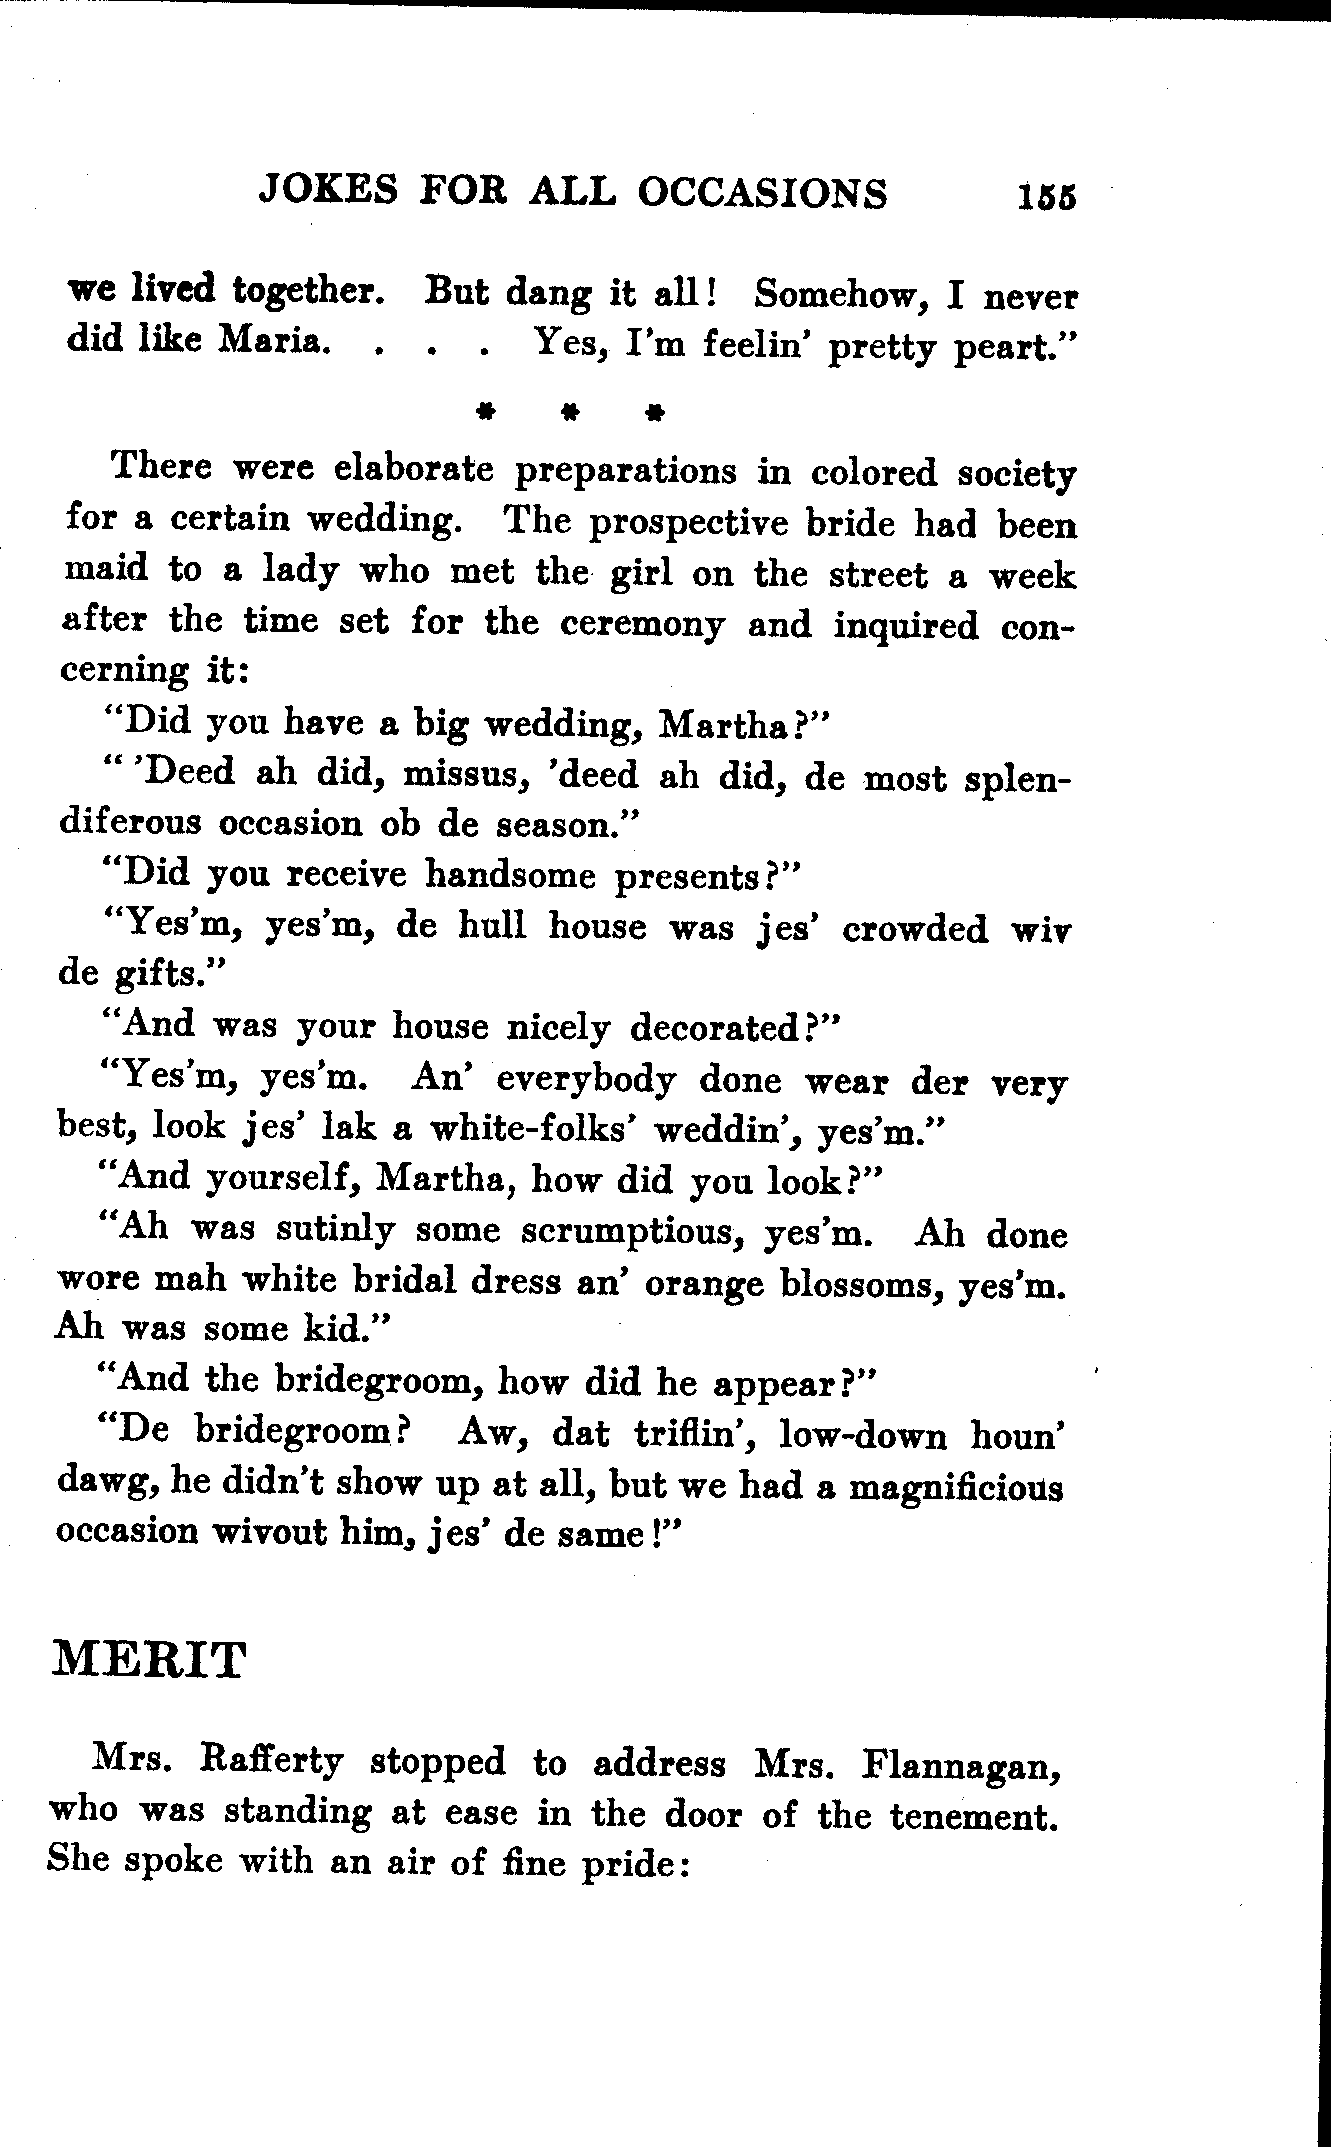 JOKES FOR ALL OCCASIONS 155
we lived together. But dang it all! Somehow, I never
did like Maria. . . . Yes, I'm feelin' pretty peart."
* * *
There were elaborate preparations in colored society
for a certain wedding. The prospective bride had been
maid to a lady who met the girl on the street a week
after the time set for the ceremony and inquired con-
cerning it:
"Did you have a big wedding, Martha?"
" 'Deed ah did, missus, 'deed ah did, de most splen-
diferous occasion ob de season."
"Did you receive handsome presents?"
"Yes'm, yes'm, de hull house was jes' crowded wiv
de gifts."
"And was your house nicely decorated?"
"Yes'm, yes'm. An' everybody done wear der very
best, look jes' lak a white-folks' weddin', yes'm."
"And yourself, Martha, how did you look?"
"Ah was sutinly some scrumptious, yes'm. Ah done
wore mah white bridal dress an' orange blossoms, yes'm.
Ah was some kid."
"And the bridegroom, how did he appear?"
"De bridegroom? Aw, dat triflin', low-down houn'
dawg, he didn't show up at all, but we had a magnificious
occasion wivout him, jes' de same!"
MERIT
Mrs. Rafferty stopped to address Mrs. Flannagan,
who was standing at ease in the door of the tenement.
She spoke with an air of fine pride: